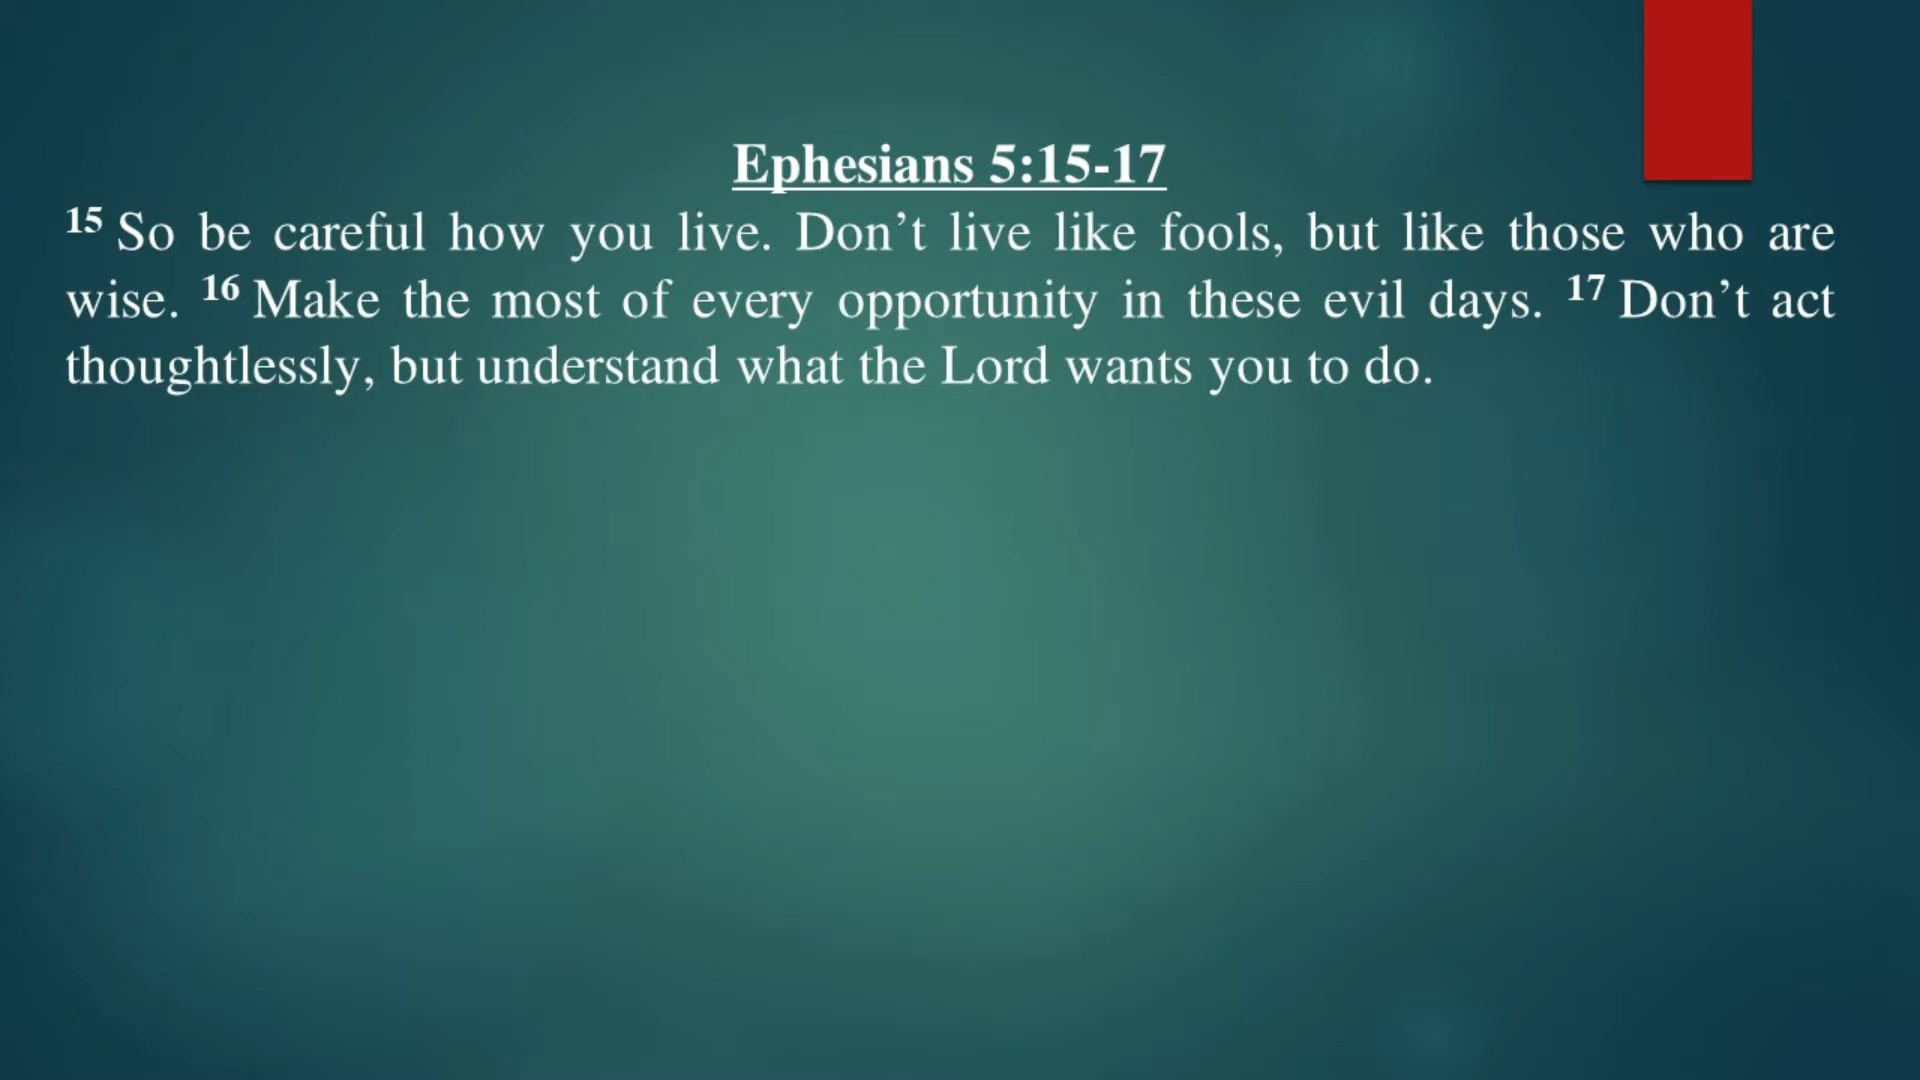 Ephesians 5:15-17
15 So be careful how you live. Don’t live like fools, but like those who are
wise. 16 Make the most of every opportunity in these evil days. 17 Don’t act
thoughtlessly, but understand what the Lord wants you to do.